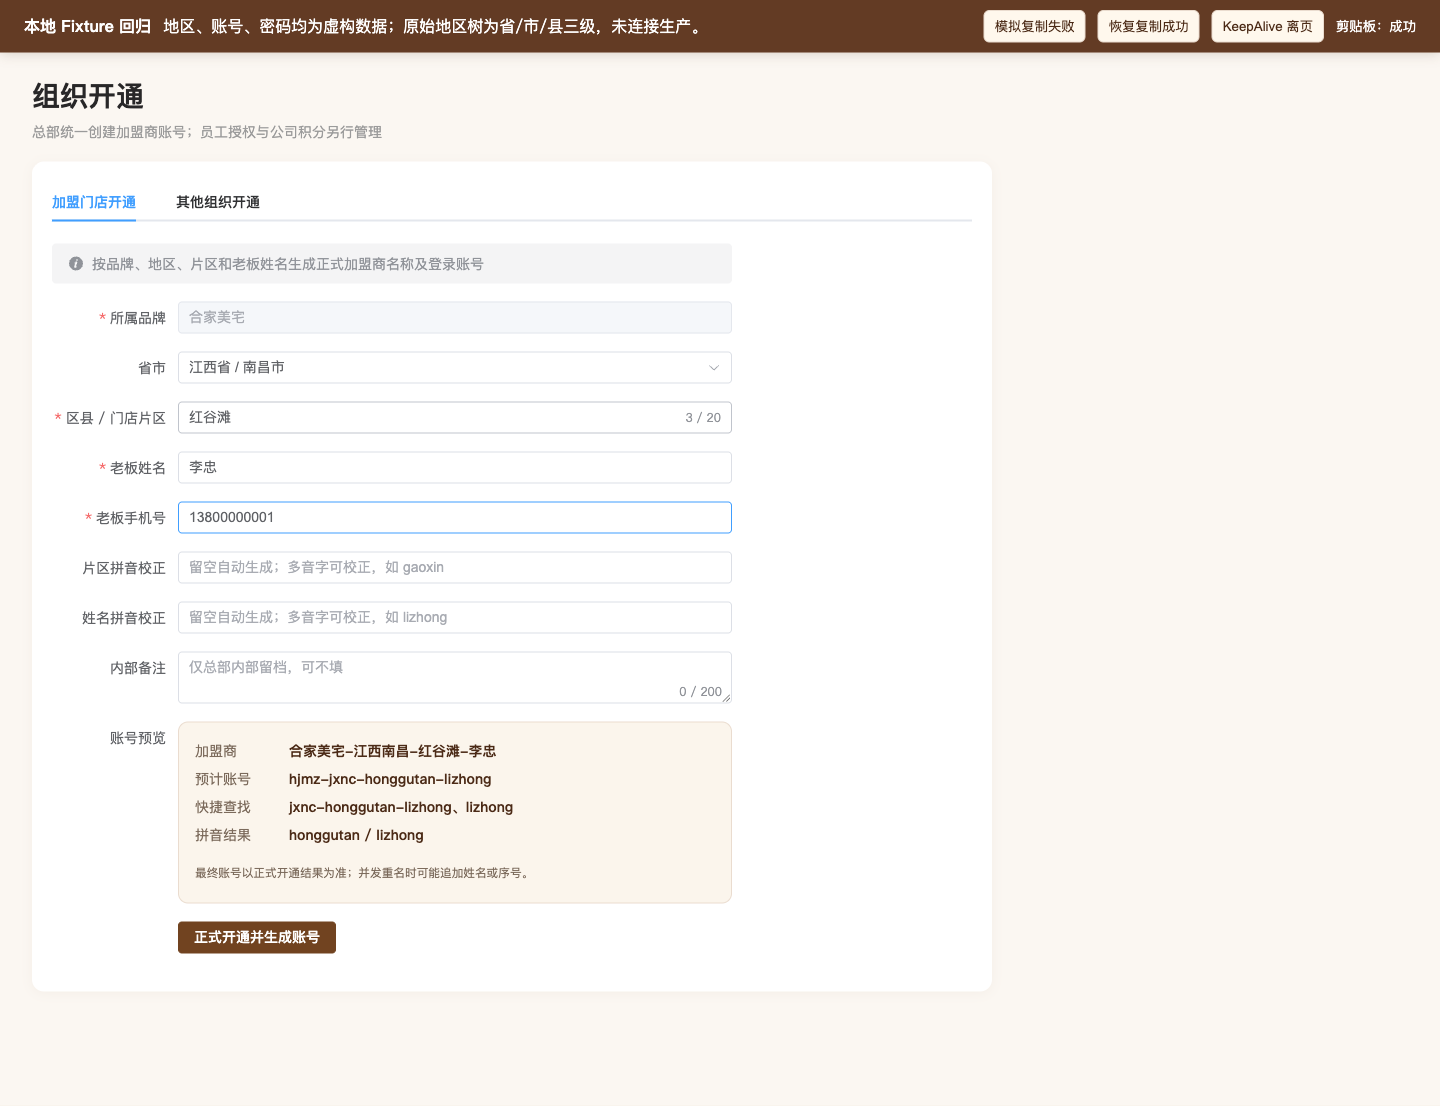 本地 Fixture 回归 地区、账号、密码均为虚构数据；原始地区树为省/市/县三级，未连接生产。 模拟复制失败 恢复复制成功 KeepAlive 离页 剪贴板：成功
组织开通
总部统一创建加盟商账号；员工授权与公司积分另行管理
加盟门店开通 其他组织开通
按品牌、地区、片区和老板姓名生成正式加盟商名称及登录账号
* 所属品牌 合家美宅
省市 江西省 / 南昌市
* 区县 / 门店片区 红谷滩 3 / 20
* 老板姓名 李忠
* 老板手机号 13800000001
片区拼音校正 留空自动生成；多音字可校正，如 gaoxin
姓名拼音校正 留空自动生成；多音字可校正，如 lizhong
内部备注 仅总部内部留档，可不填
0 / 200
账号预览
加盟商 合家美宅-江西南昌-红谷滩-李忠
预计账号 hjmz-jxnc-honggutan-lizhong
快捷查找 jxnc-honggutan-lizhong、lizhong
拼音结果 honggutan / lizhong
最终账号以正式开通结果为准；并发重名时可能追加姓名或序号。
正式开通并生成账号